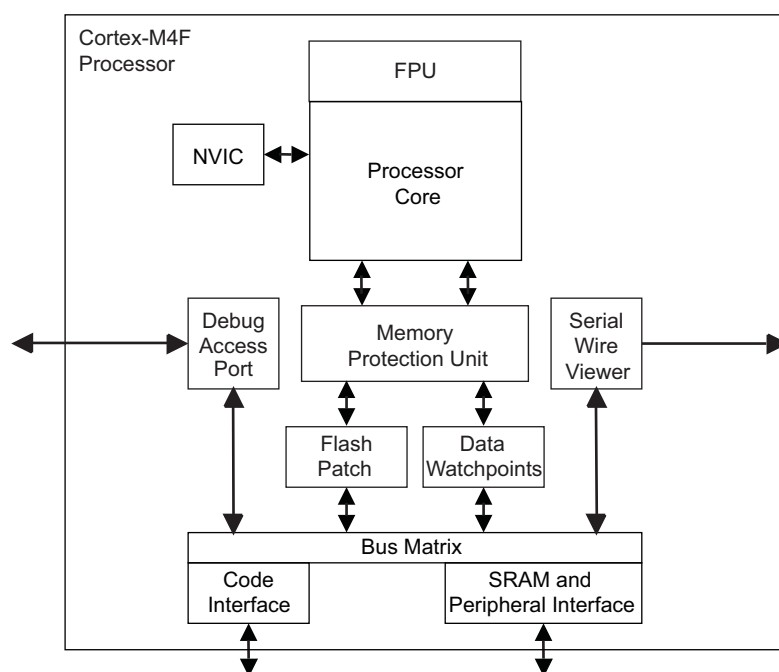 Cortex-M4F
Processor
FPU
NVIC
Processor
Core
Debug
Access
Port
Memory
Protection Unit
Serial
Wire
Viewer
Flash
Patch
Data
Watchpoints
Bus Matrix
Code
Interface
SRAM and
Peripheral Interface